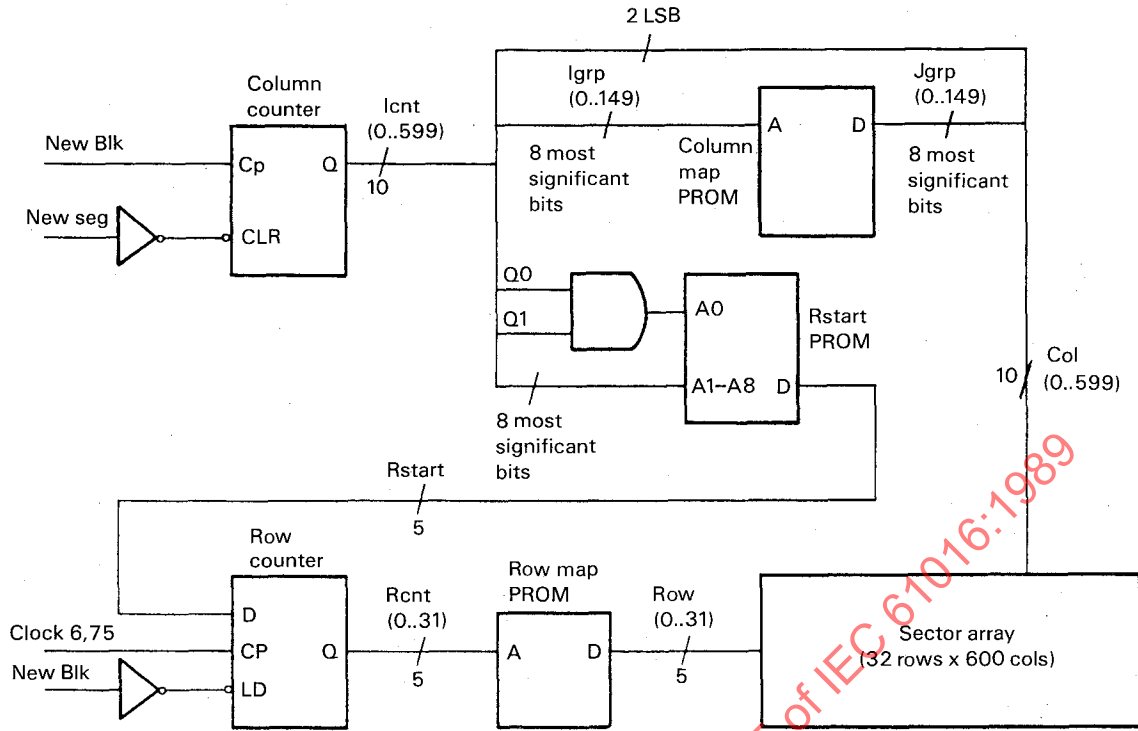 2 LSB
Column
counter
Icnt
(0..599)
10
Igrp
(0..149)
8 most
significant
bits
Jgrp
(0..149)
8 most
significant
bits
A
D
Column
map
PROM
New Blk
Cp
Q
New seg
CLR
Q0
Q1
A0
A1~A8
D
Rstart
PROM
8 most
significant
bits
10
Col
(0..599)
Rstart
5
Row
counter
D
Clock 6,75
CP
Q
New Blk
LD
Rcnt
(0..31)
5
Row map
PROM
A
D
Row
(0..31)
5
Sector array
(32 rows x 600 cols)
of IEC 61016:1989